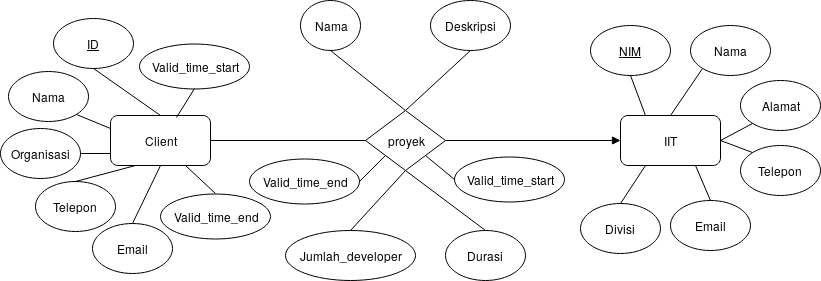 Nama
Deskripsi
ID
Valid_time_start
NIM
Nama
Nama
Alamat
Client
proyek
IIT
Organisasi
Telepon
Valid_time_end
Valid_time_start
Telepon
Valid_time_end
Email
Divisi
Email
Jumlah_developer
Durasi